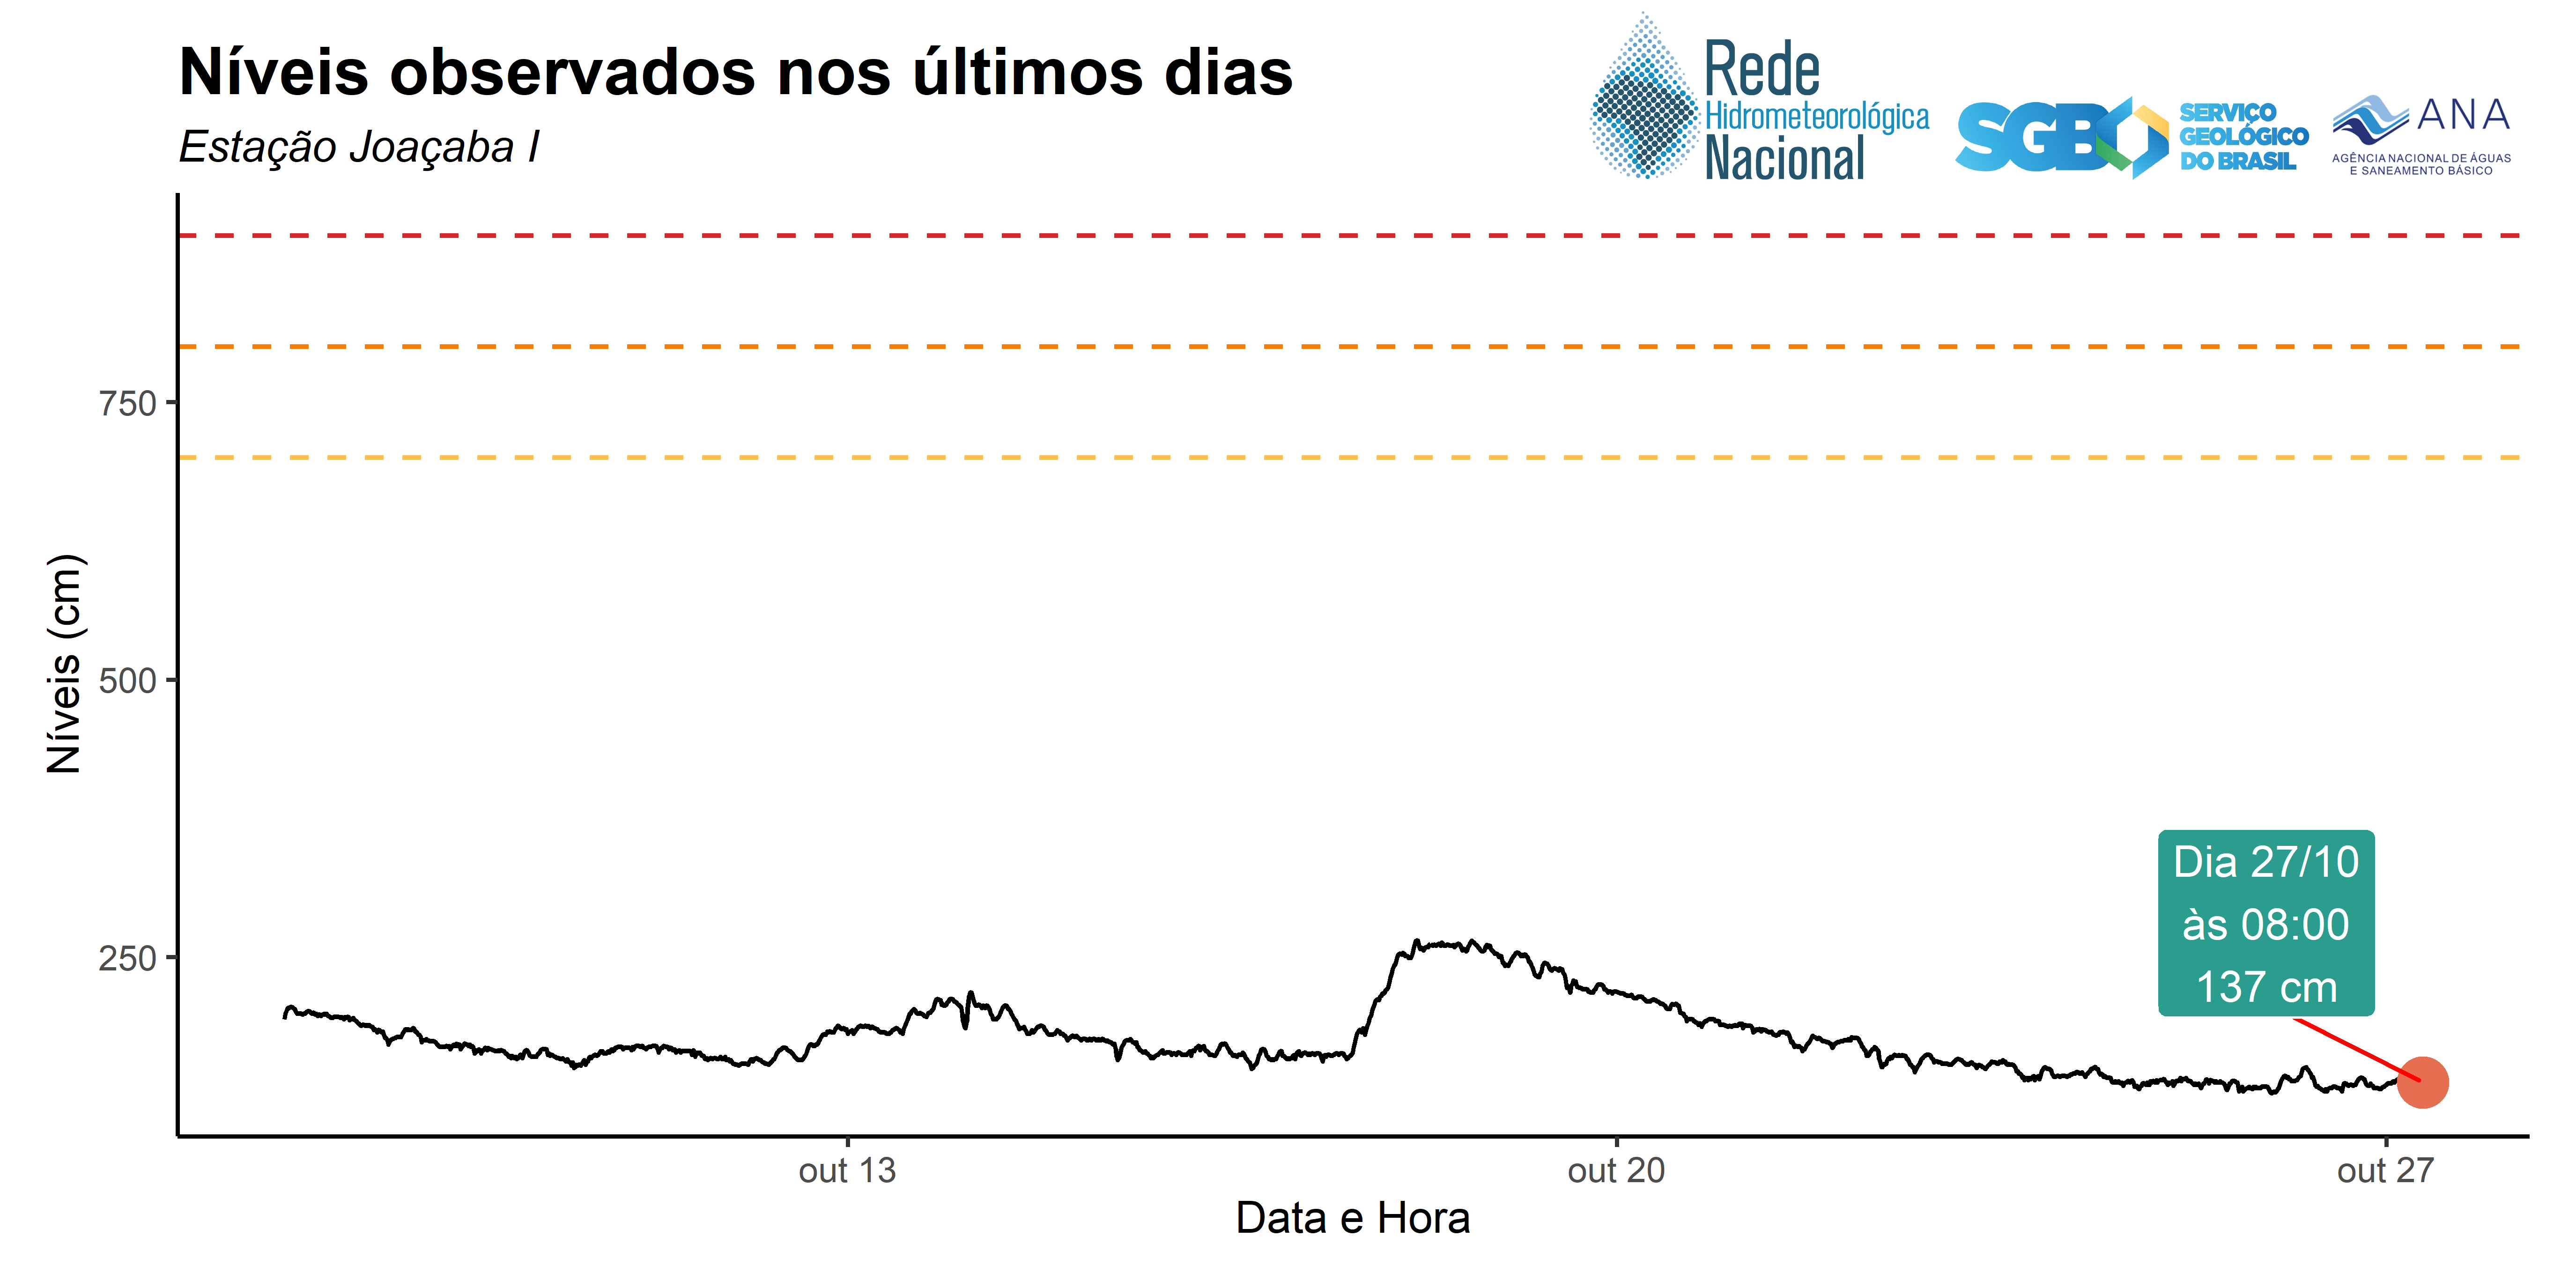 Níveis observados nos últimos dias
Estação Joaçaba I
Rede
Hidrometeorológica
Nacional
SGB
SERVIÇO
GEOLÓGICO
DO BRASIL
ANA
AGÊNCIA NACIONAL DE ÁGUAS
E SANEAMENTO BÁSICO
Níveis (cm)
750
500
250
Dia 27/10
às 08:00
137 cm
out 13
out 20
out 27
Data e Hora